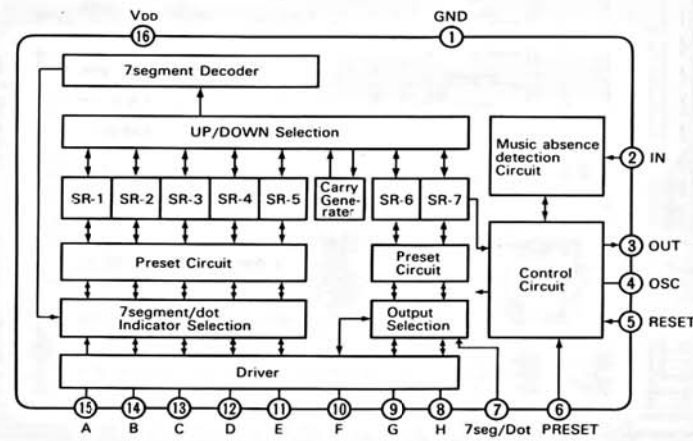 VDD
GND
16
1
7segment Decoder
UP/DOWN Selection
Music absence
detection
Circuit
2
IN
SR-1
SR-2
SR-3
SR-4
SR-5
Carry
Gene-
rater
SR-6
SR-7
3
OUT
Preset Circuit
Preset
Circuit
Control
Circuit
4
OSC
7segment/dot
Indicator Selection
Output
Selection
5
RESET
Driver
15
14
13
12
11
10
9
8
7
6
A
B
C
D
E
F
G
H
7seg/Dot
PRESET